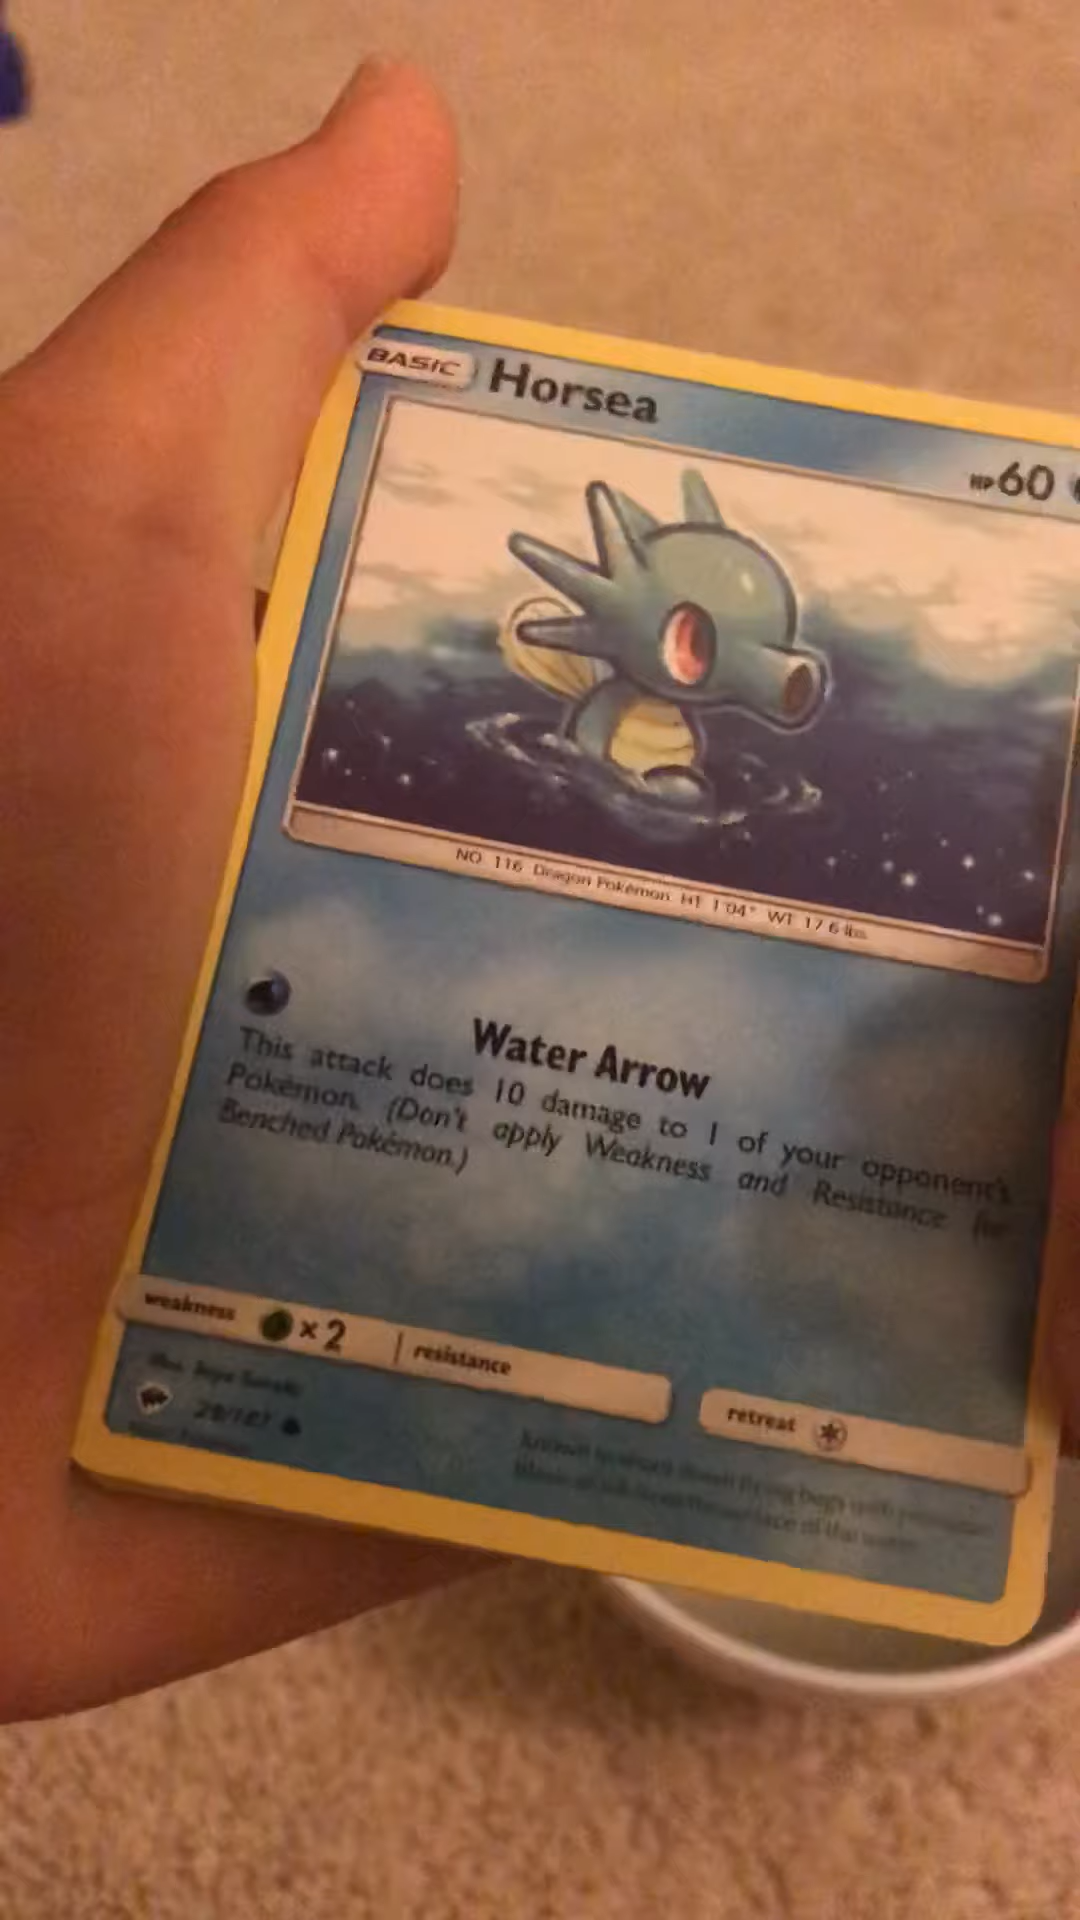 BASIC Horsea HP60
NO. 116 Dragon Pokémon HT 1'04" WT 17.6 lbs.
Water Arrow
This attack does 10 damage to 1 of your opponent's
Pokémon. (Don't apply Weakness and Resistance for
Benched Pokémon.)
weakness ×2 | resistance
retreat